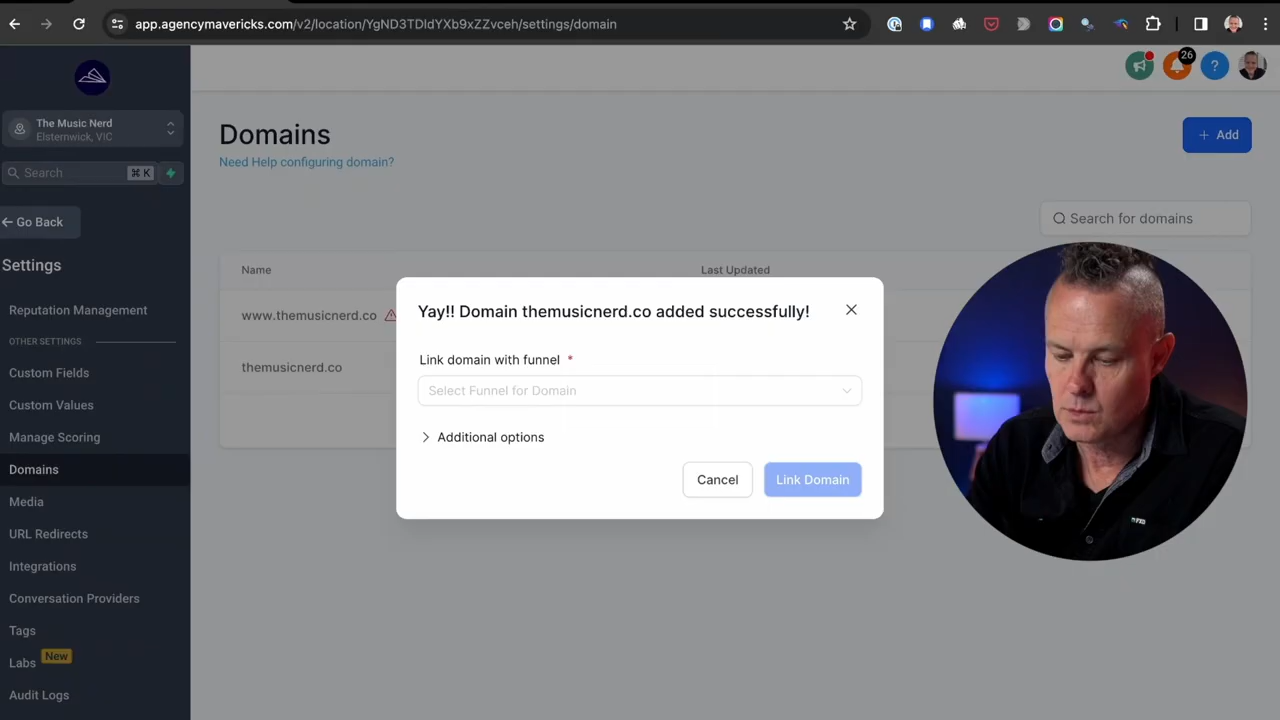 app.agencymavericks.com/v2/location/YgND3TDldYXb9xZZvceh/settings/domain
26
?
The Music Nerd
Elsternwick, VIC
Search
⌘ K
Go Back
Settings
Reputation Management
OTHER SETTINGS
Custom Fields
Custom Values
Manage Scoring
Domains
Media
URL Redirects
Integrations
Conversation Providers
Tags
Labs New
Audit Logs
Domains
Need Help configuring domain?
+ Add
Search for domains
Name
Last Updated
www.themusicnerd.co
themusicnerd.co
Yay!! Domain themusicnerd.co added successfully!
Link domain with funnel *
Select Funnel for Domain
Additional options
Cancel
Link Domain